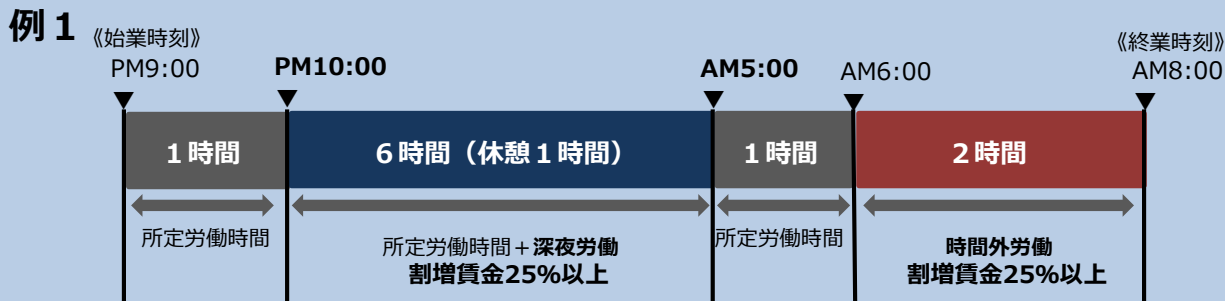 例１
《始業時刻》
PM9:00
PM10:00
AM5:00
AM6:00
《終業時刻》
AM8:00
１時間
６時間（休憩１時間）
１時間
２時間
所定労働時間
所定労働時間＋深夜労働
割増賃金25%以上
所定労働時間
時間外労働
割増賃金25%以上